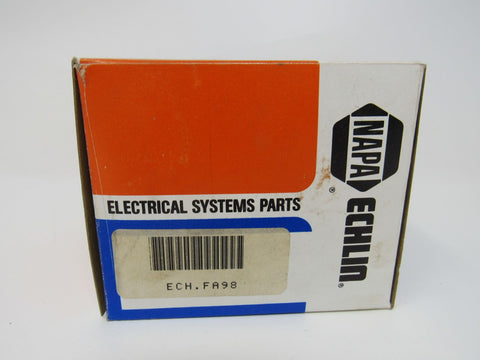 ELECTRICAL SYSTEMS PARTS
ECH.FA98
NAPA®
ECHLIN®